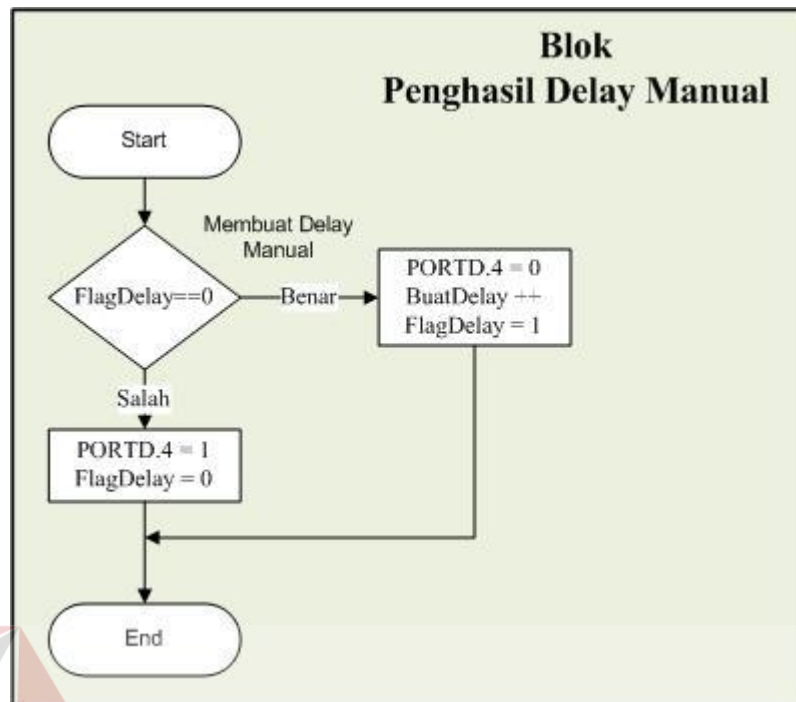 Blok
Penghasil Delay Manual
Start
Membuat Delay
Manual
FlagDelay==0
Benar
PORTD.4 = 0
BuatDelay ++
FlagDelay = 1
Salah
PORTD.4 = 1
FlagDelay = 0
End